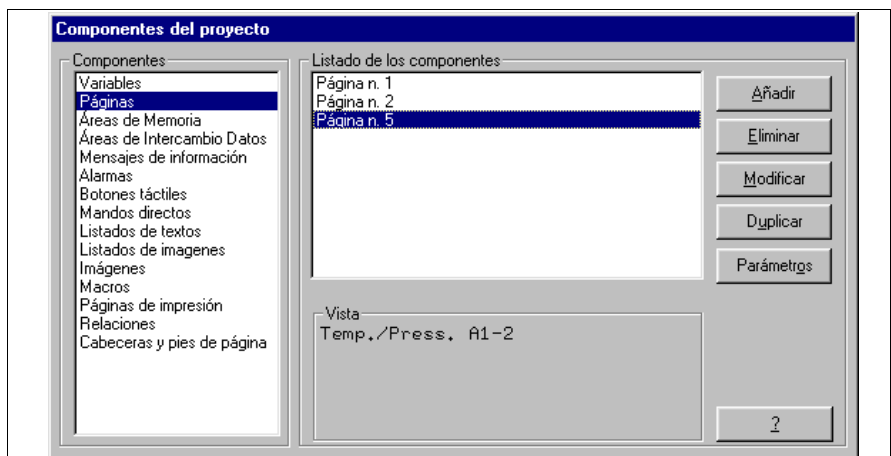 Componentes del proyecto
Componentes
Variables
Páginas
Áreas de Memoria
Áreas de Intercambio Datos
Mensajes de información
Alarmas
Botones táctiles
Mandos directos
Listados de textos
Listados de imagenes
Imágenes
Macros
Páginas de impresión
Relaciones
Cabeceras y pies de página
Listado de los componentes
Página n. 1
Página n. 2
Página n. 5
Vista
Temp./Press. A1-2
Añadir
Eliminar
Modificar
Duplicar
Parámetros
?